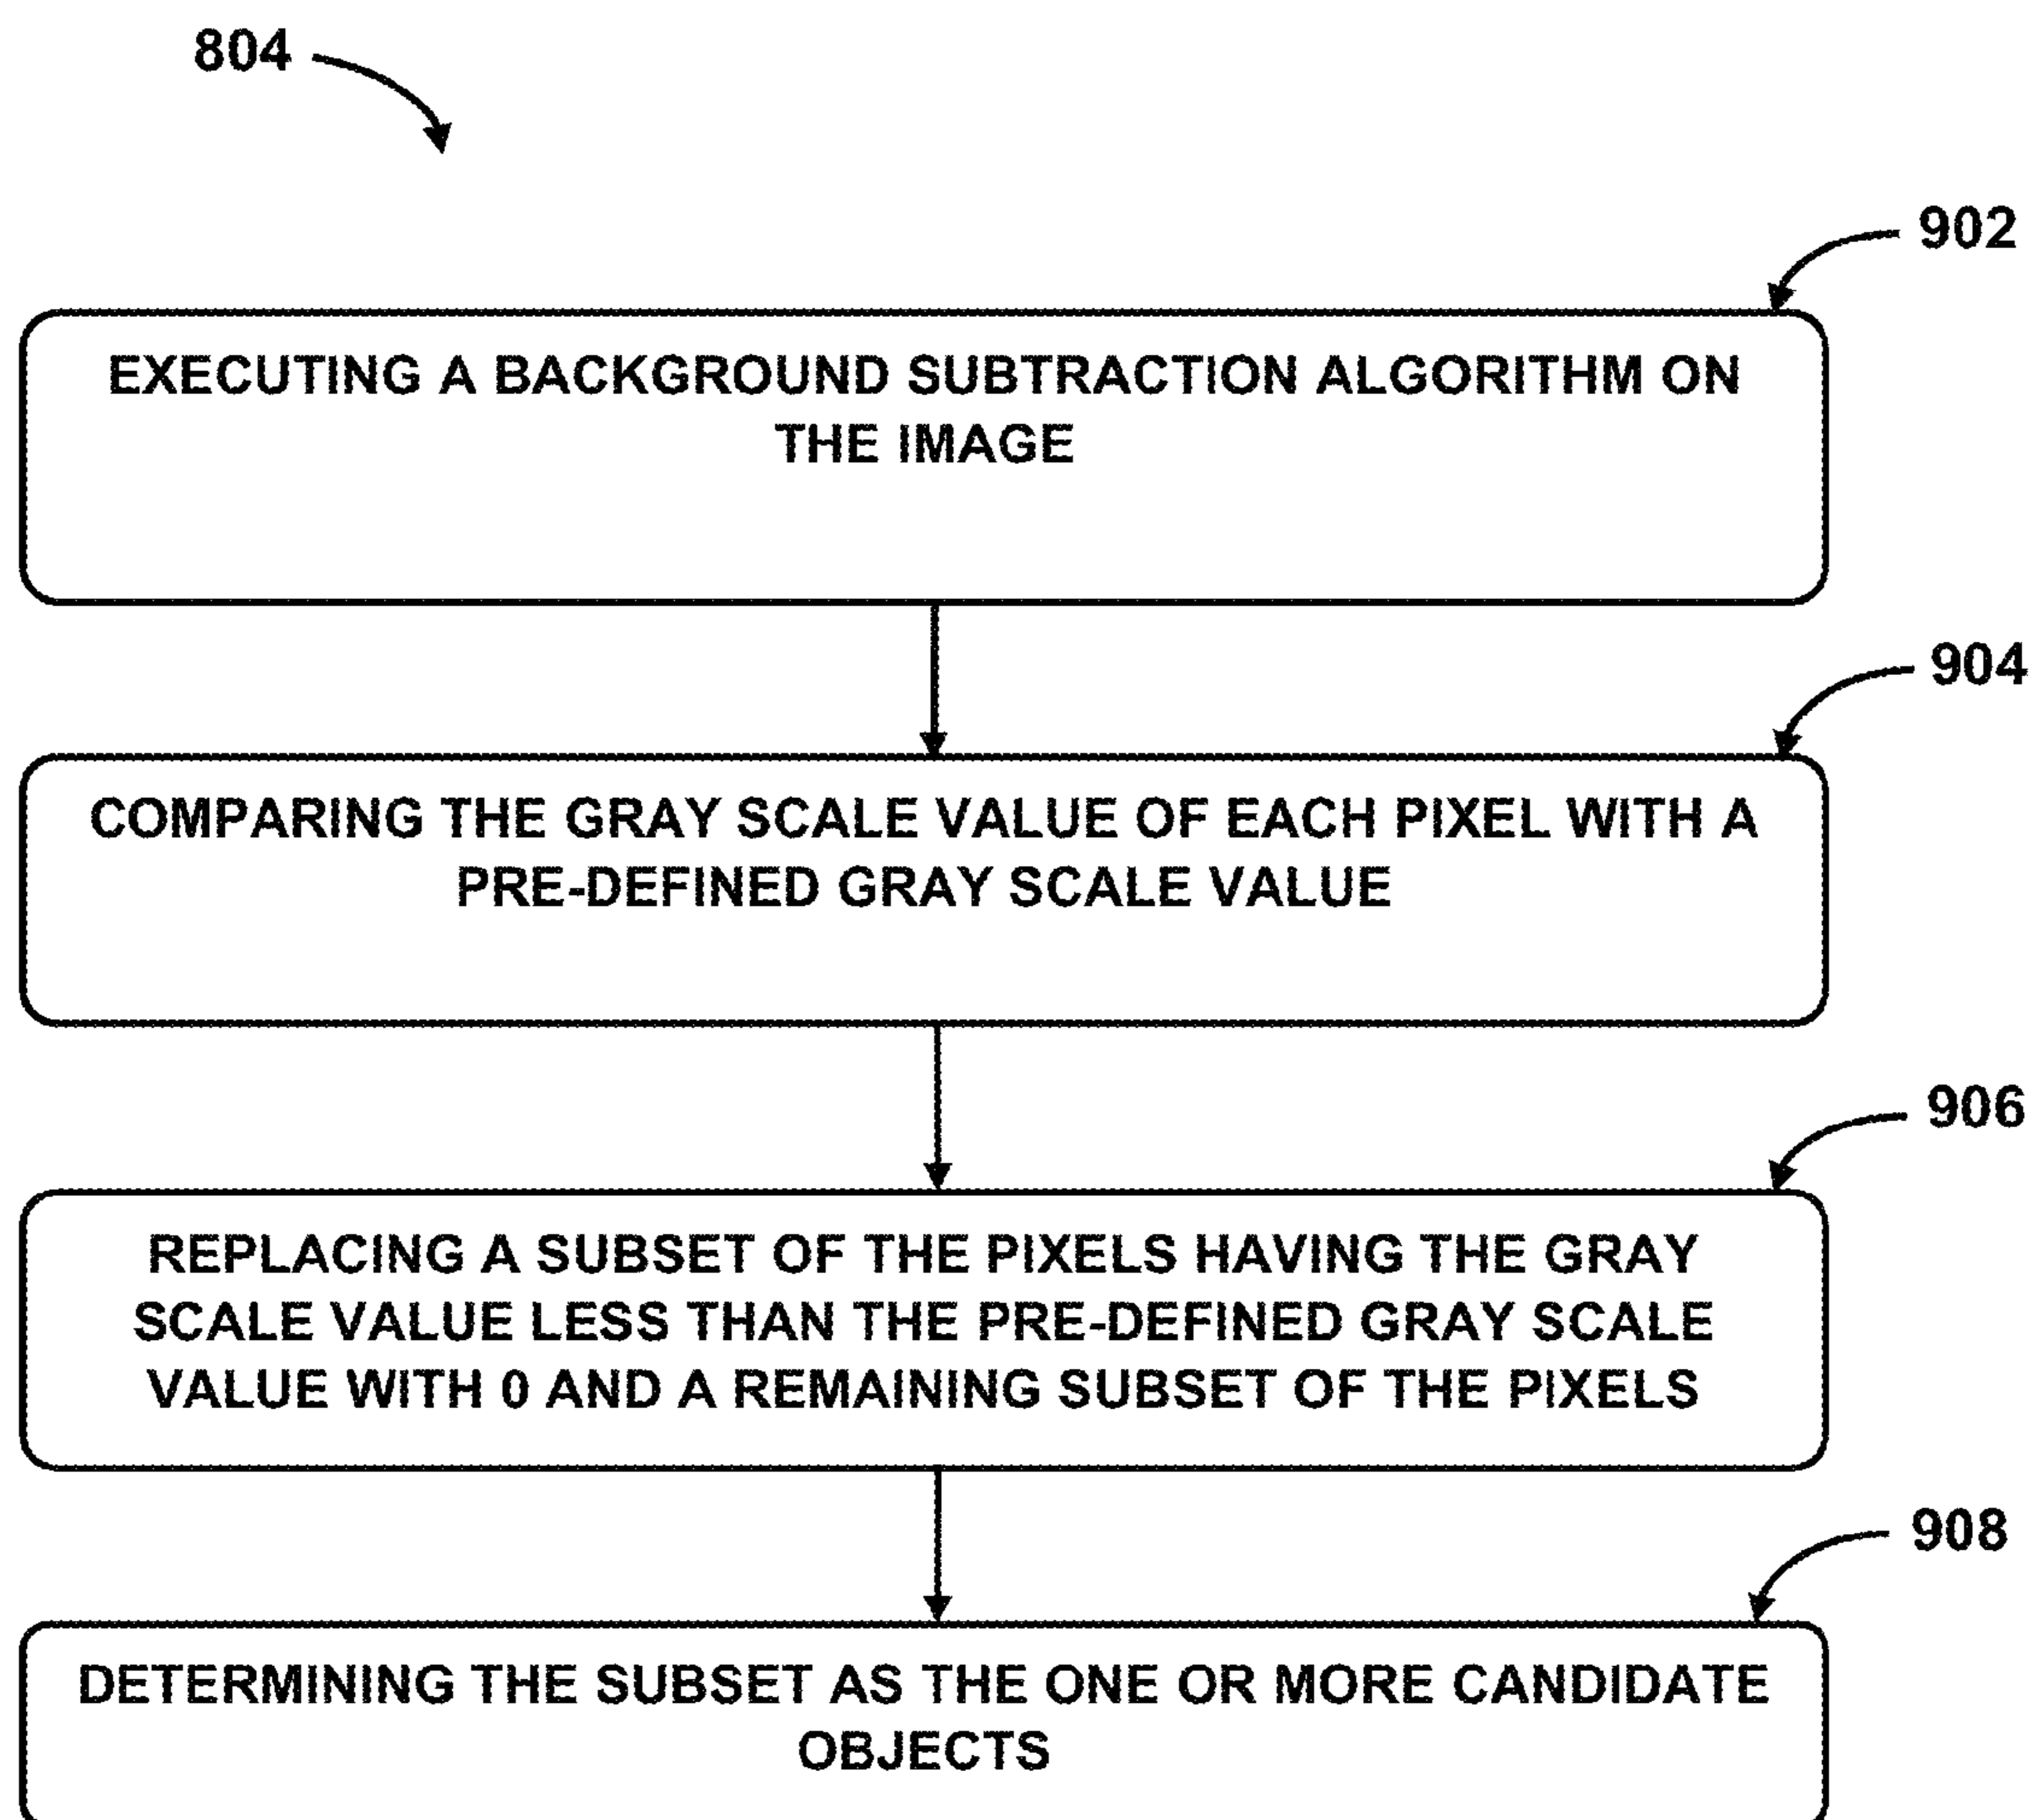 804
902
EXECUTING A BACKGROUND SUBTRACTION ALGORITHM ON
THE IMAGE
904
COMPARING THE GRAY SCALE VALUE OF EACH PIXEL WITH A
PRE-DEFINED GRAY SCALE VALUE
906
REPLACING A SUBSET OF THE PIXELS HAVING THE GRAY
SCALE VALUE LESS THAN THE PRE-DEFINED GRAY SCALE
VALUE WITH 0 AND A REMAINING SUBSET OF THE PIXELS
908
DETERMINING THE SUBSET AS THE ONE OR MORE CANDIDATE
OBJECTS